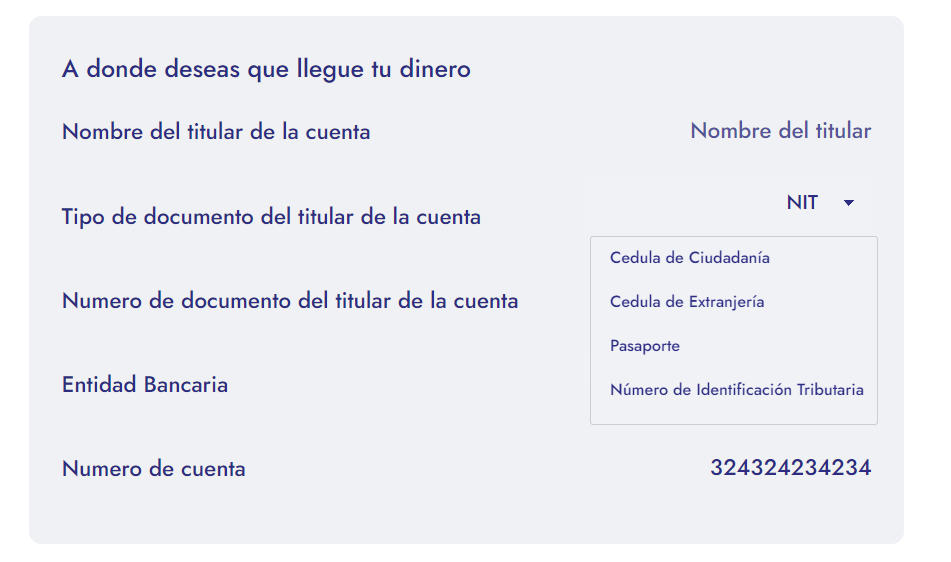 A donde deseas que llegue tu dinero
Nombre del titular de la cuenta
Nombre del titular
Tipo de documento del titular de la cuenta
NIT
Cedula de Ciudadanía
Cedula de Extranjería
Pasaporte
Número de Identificación Tributaria
Numero de documento del titular de la cuenta
Entidad Bancaria
Numero de cuenta
324324234234